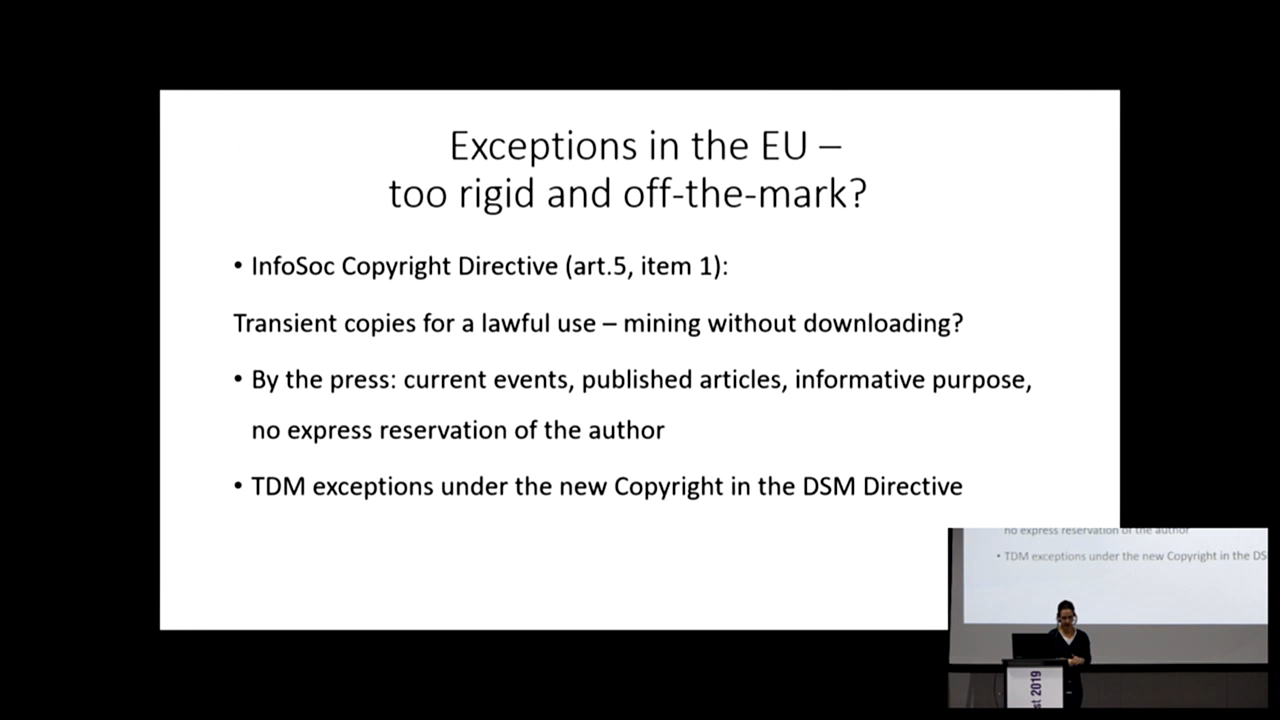 Exceptions in the EU –
too rigid and off-the-mark?
• InfoSoc Copyright Directive (art.5, item 1):
Transient copies for a lawful use – mining without downloading?
• By the press: current events, published articles, informative purpose,
no express reservation of the author
• TDM exceptions under the new Copyright in the DSM Directive
no express reservation of the author
• TDM exceptions under the new Copyright in the DS
st 2019